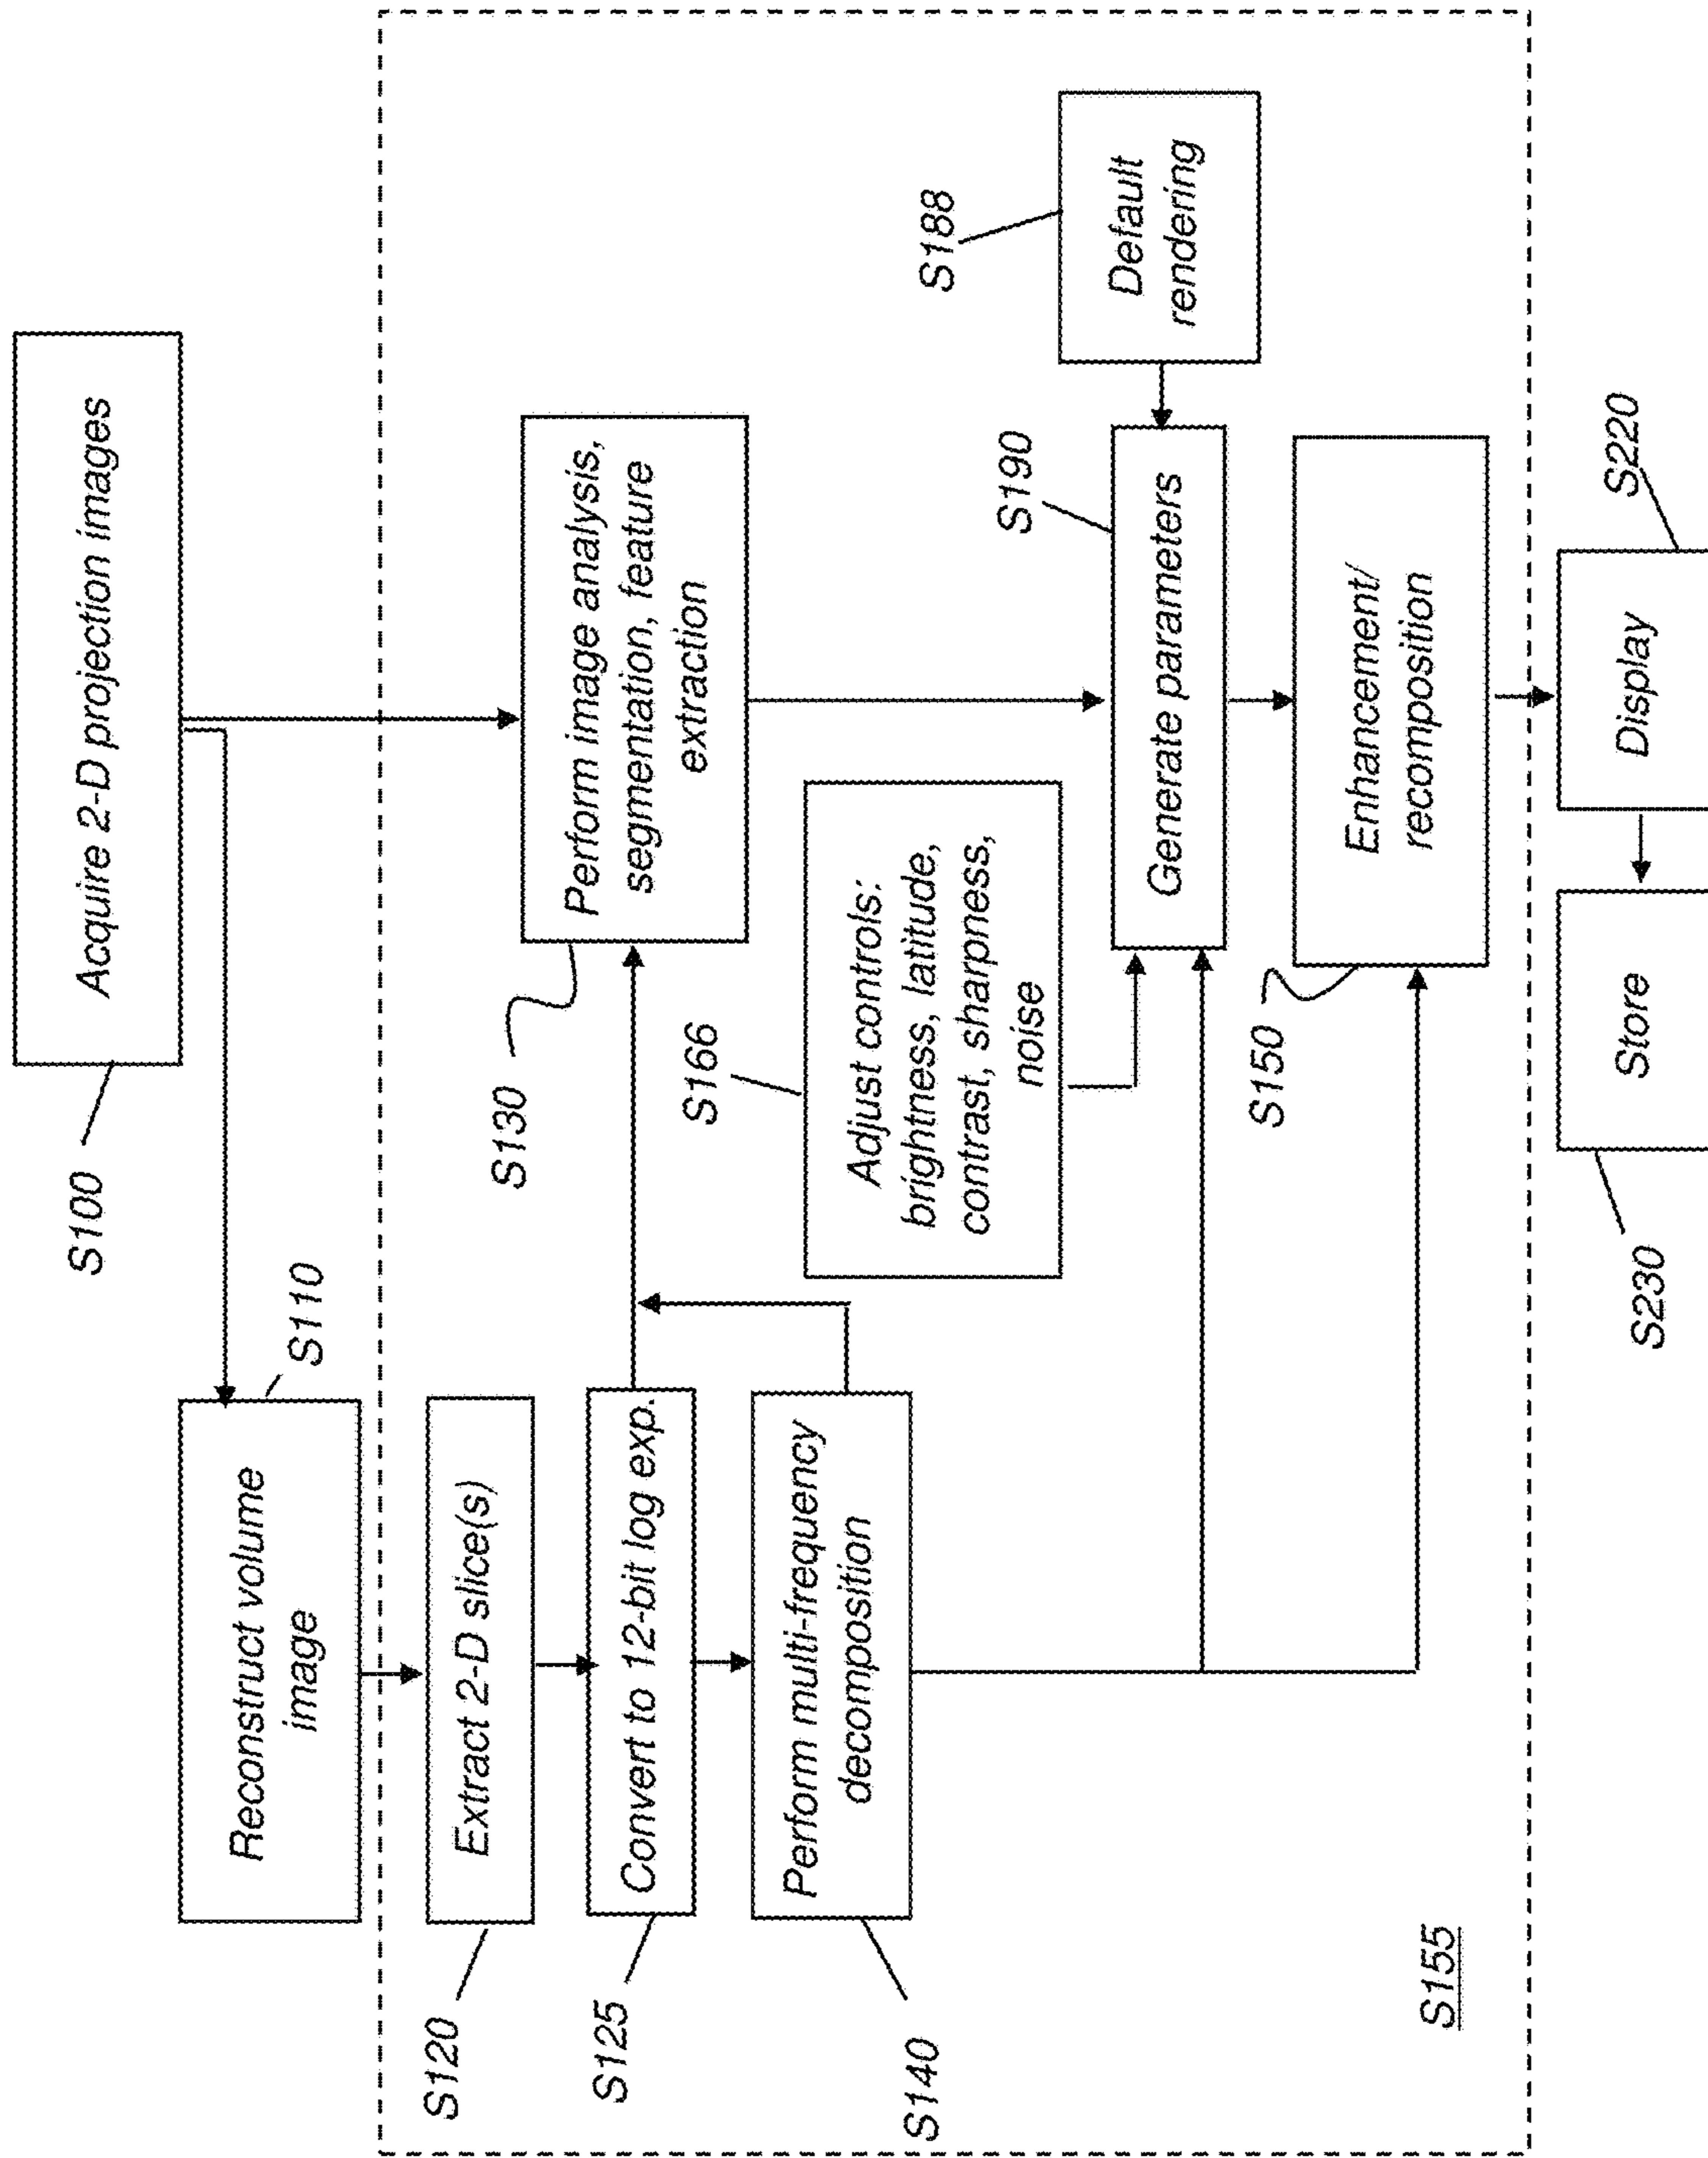 S100
Acquire 2-D projection images
S110
Reconstruct volume
image
S120
Extract 2-D slice(s)
S125
Convert to 12-bit log exp.
S130
Perform image analysis,
segmentation, feature
extraction
S140
Perform multi-frequency
decomposition
S166
Adjust controls:
brightness, latitude,
contrast, sharpness,
noise
S188
Default
rendering
S190
Generate parameters
S150
Enhancement/
recomposition
S155
S220
Display
S230
Store